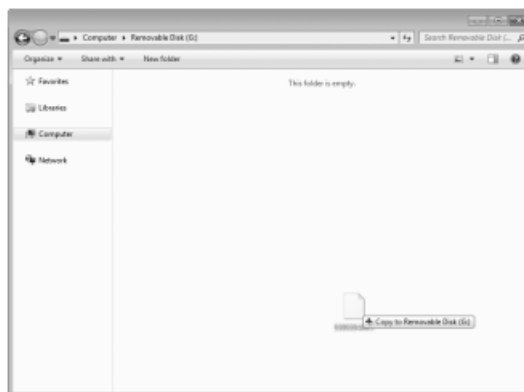 Computer ▸ Removable Disk (G:)
Search Removable Disk (...
Organize ▾ Share with ▾ New folder
Favorites
This folder is empty.
Libraries
Computer
Network
Copy to Removable Disk (G:)